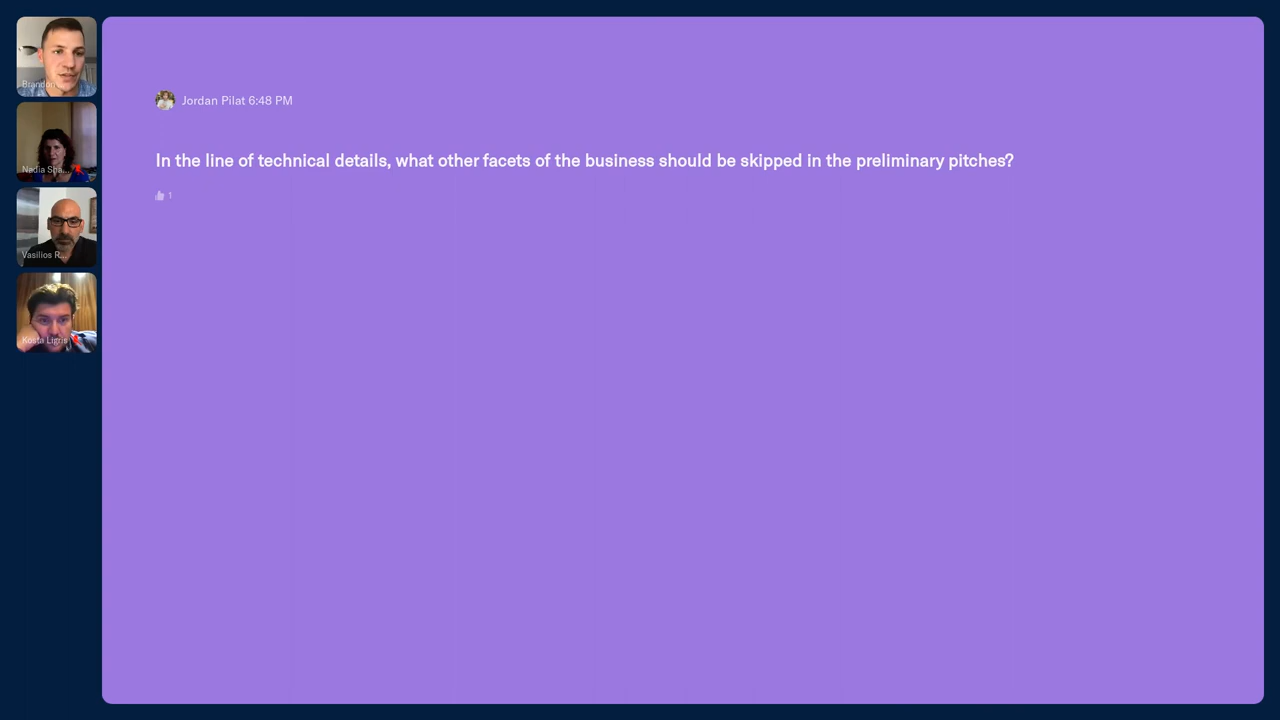 Brandon ...
Nadia Sha...
Vasilios R...
Kosta Ligris
Jordan Pilat 6:48 PM
In the line of technical details, what other facets of the business should be skipped in the preliminary pitches?
1